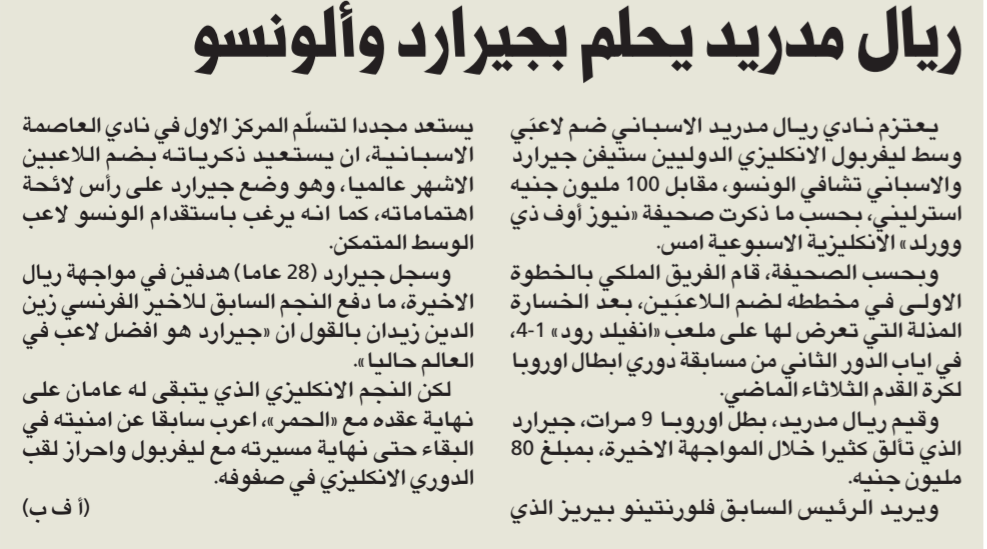 ريال مدريد يحلم بجيرارد وألونسو
يعتزم نادي ريال مدريد الاسباني ضم لاعبَي
وسط ليفربول الانكليزي الدوليين ستيفن جيرارد
والاسباني تشافي الونسو، مقابل 100 مليون جنيه
استرليني، بحسب ما ذكرت صحيفة «نيوز أوف ذي
وورلد» الانكليزية الاسبوعية امس.
وبحسب الصحيفة، قام الفريق الملكي بالخطوة
الاولى في مخططه لضم اللاعبَين، بعد الخسارة
المذلة التي تعرض لها على ملعب «انفيلد رود» 1-4،
في اياب الدور الثاني من مسابقة دوري ابطال اوروبا
لكرة القدم الثلاثاء الماضي.
وقيم ريال مدريد، بطل اوروبا 9 مرات، جيرارد
الذي تألق كثيرا خلال المواجهة الاخيرة، بمبلغ 80
مليون جنيه.
ويريد الرئيس السابق فلورنتينو بيريز الذي
يستعد مجددا لتسلّم المركز الاول في نادي العاصمة
الاسبانية، ان يستعيد ذكرياته بضم اللاعبين
الاشهر عالميا، وهو وضع جيرارد على رأس لائحة
اهتماماته، كما انه يرغب باستقدام الونسو لاعب
الوسط المتمكن.
وسجل جيرارد (28 عاما) هدفين في مواجهة ريال
الاخيرة، ما دفع النجم السابق للاخير الفرنسي زين
الدين زيدان بالقول ان «جيرارد هو افضل لاعب في
العالم حاليا».
لكن النجم الانكليزي الذي يتبقى له عامان على
نهاية عقده مع «الحمر»، اعرب سابقا عن امنيته في
البقاء حتى نهاية مسيرته مع ليفربول واحراز لقب
الدوري الانكليزي في صفوفه.
(أ ف ب)